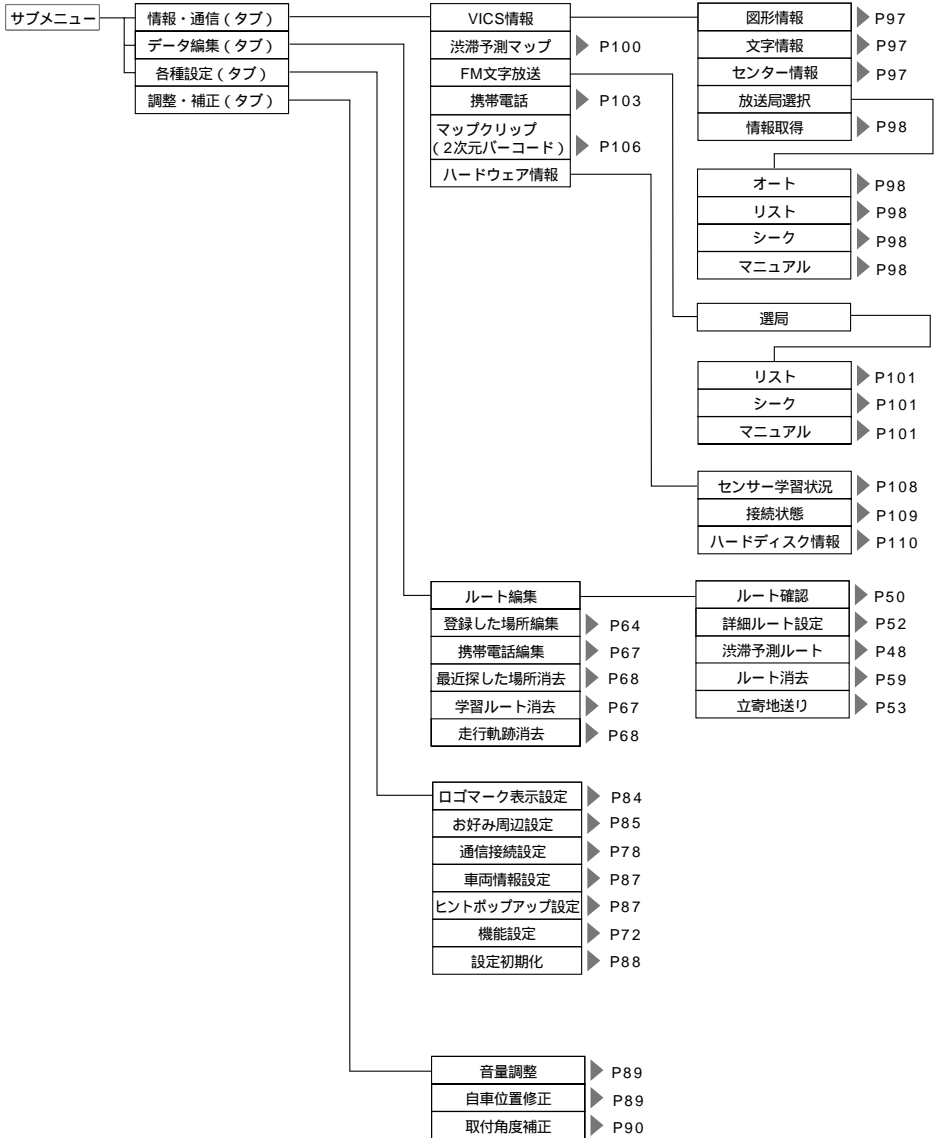 サブメニュー
情報・通信（タブ）
データ編集（タブ）
各種設定（タブ）
調整・補正（タブ）
VICS情報
渋滞予測マップ P100
FM文字放送
携帯電話 P103
マップクリップ
（2次元バーコード） P106
ハードウェア情報
図形情報 P97
文字情報 P97
センター情報 P97
放送局選択
情報取得 P98
オート P98
リスト P98
シーク P98
マニュアル P98
選局
リスト P101
シーク P101
マニュアル P101
センサー学習状況 P108
接続状態 P109
ハードディスク情報 P110
ルート編集
登録した場所編集 P64
携帯電話編集 P67
最近探した場所消去 P68
学習ルート消去 P67
走行軌跡消去 P68
ルート確認 P50
詳細ルート設定 P52
渋滞予測ルート P48
ルート消去 P59
立寄地送り P53
ロゴマーク表示設定 P84
お好み周辺設定 P85
通信接続設定 P78
車両情報設定 P87
ヒントポップアップ設定 P87
機能設定 P72
設定初期化 P88
音量調整 P89
自車位置修正 P89
取付角度補正 P90